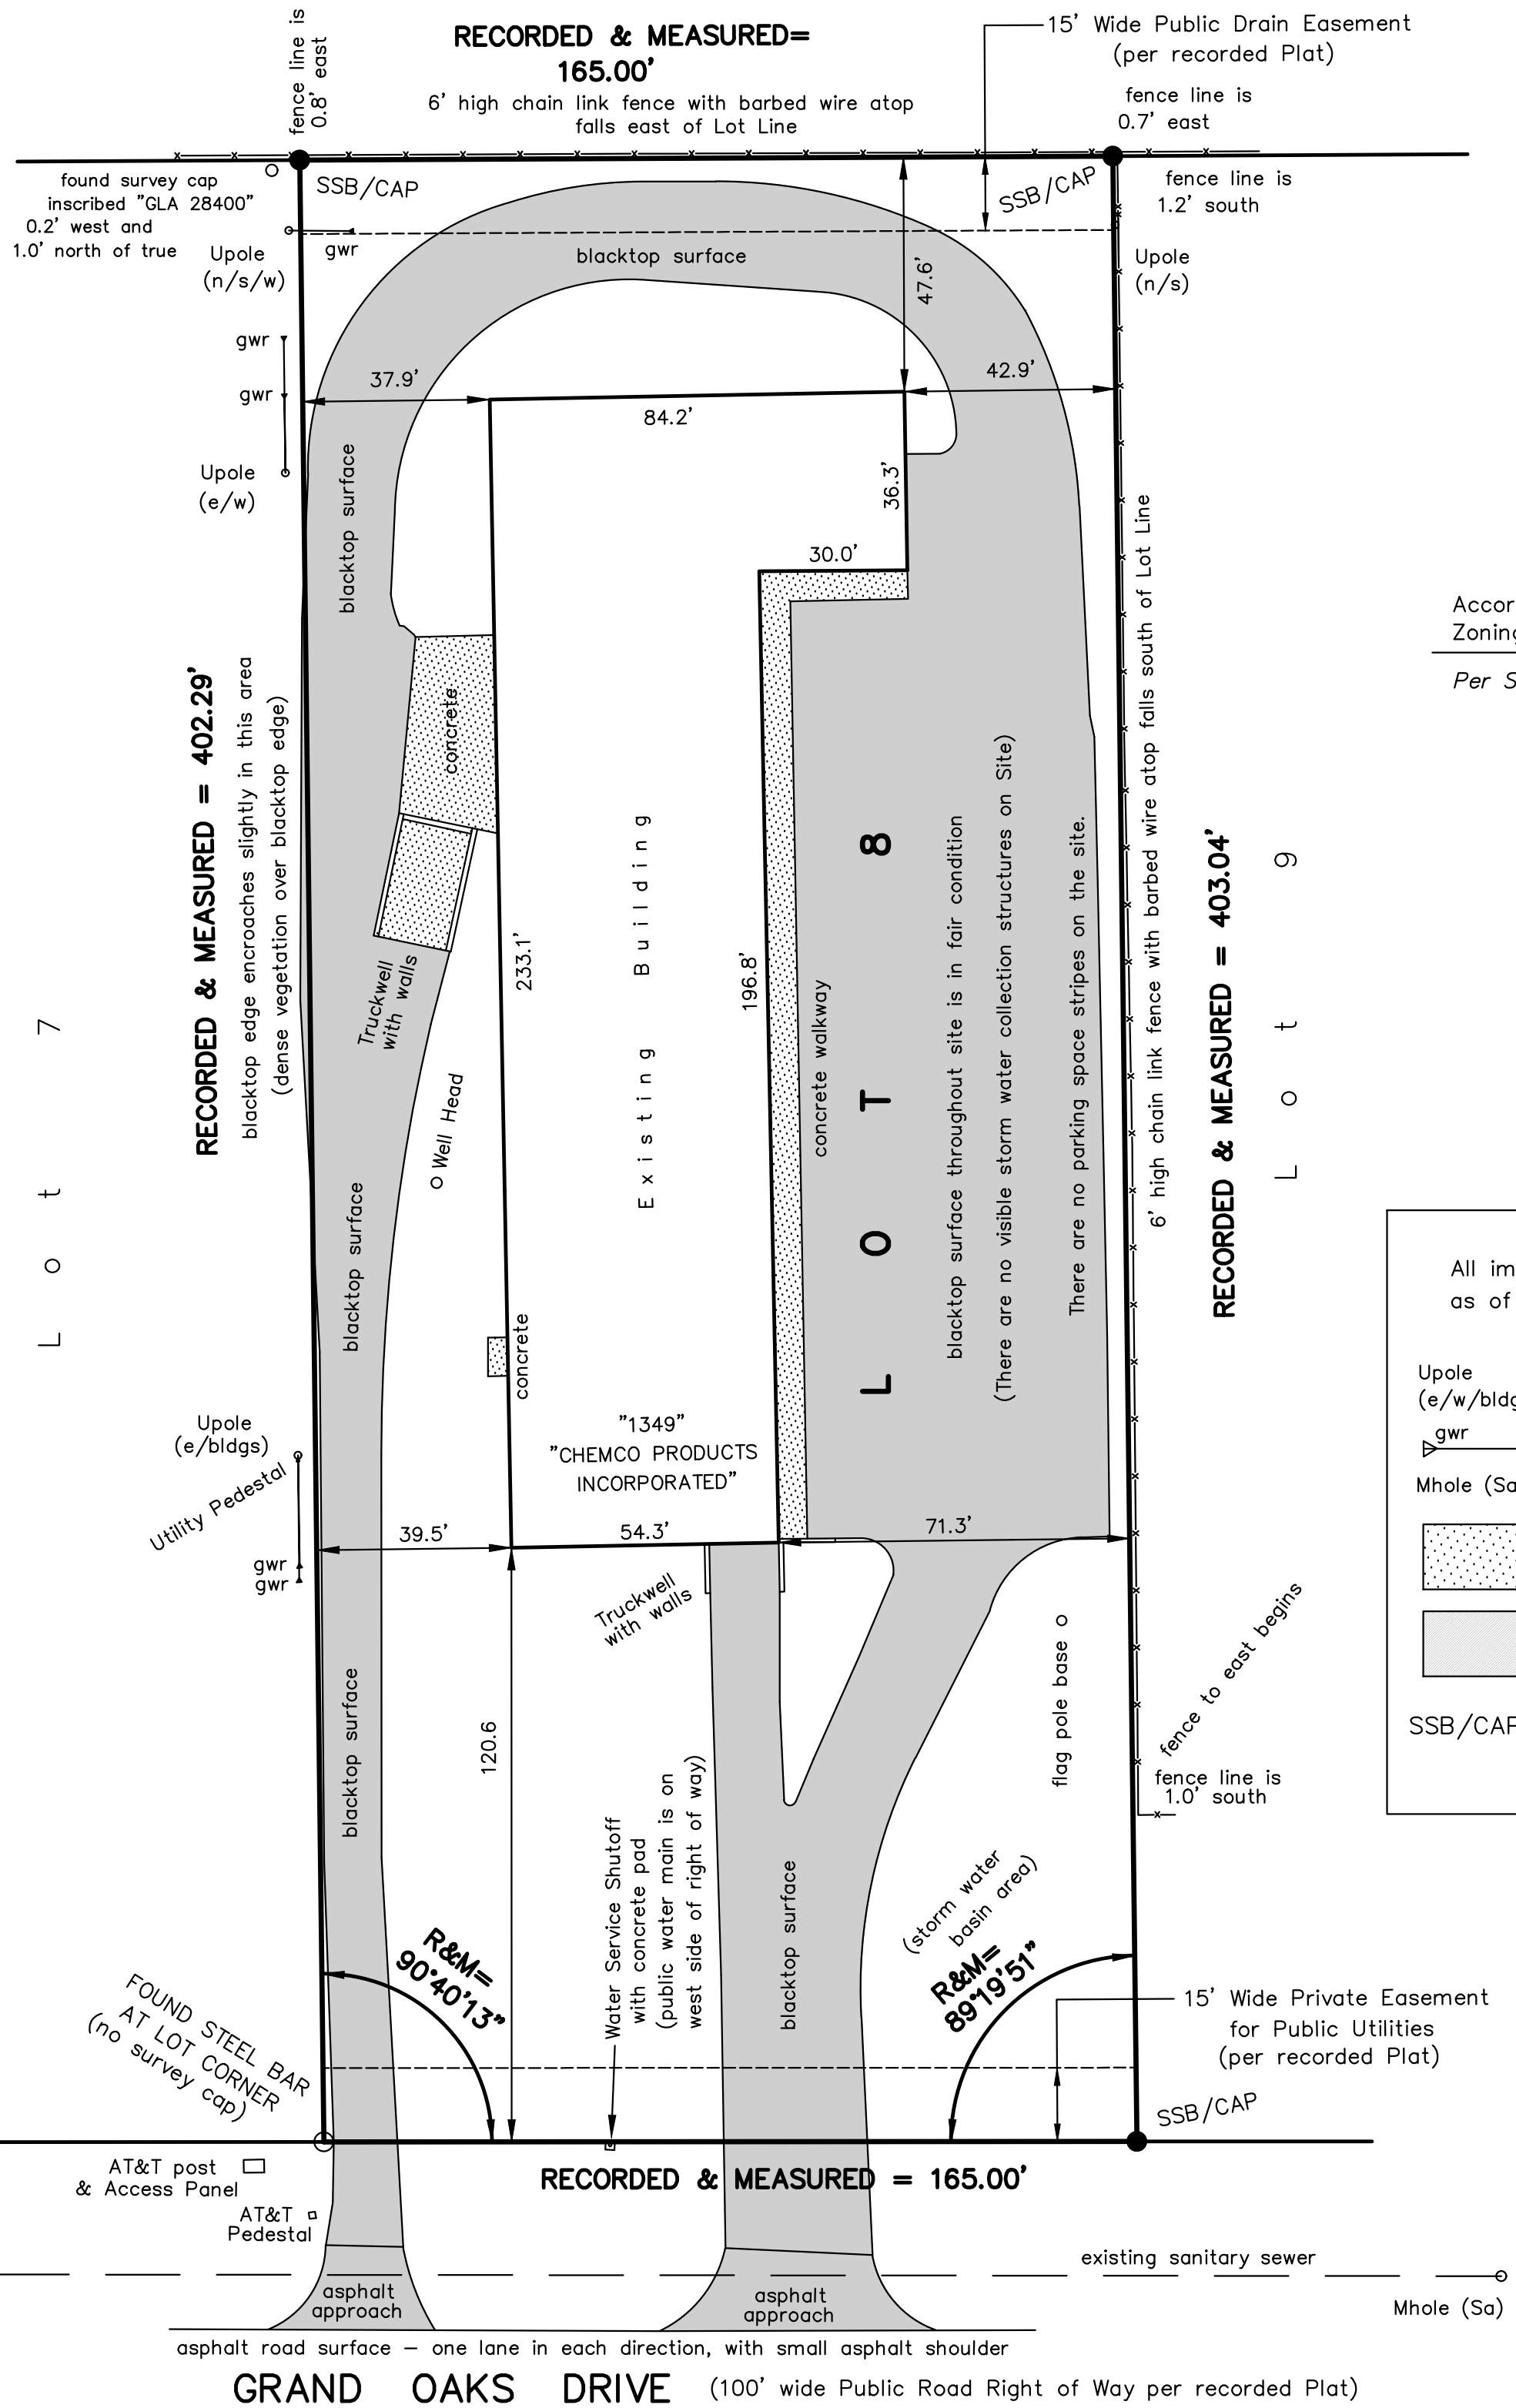 fence line is
0.8' east
RECORDED & MEASURED=
165.00'
6' high chain link fence with barbed wire atop
falls east of Lot Line
15' Wide Public Drain Easement
(per recorded Plat)
fence line is
0.7' east
found survey cap
inscribed "GLA 28400"
0.2' west and
1.0' north of true
SSB/CAP
SSB/CAP
fence line is
1.2' south
Upole
(n/s/w)
gwr
blacktop surface
47.6'
Upole
(n/s)
gwr
gwr
37.9'
42.9'
84.2'
Upole
(e/w)
blacktop surface
36.3'
30.0'
Accor
Zoning
Per S
RECORDED & MEASURED = 402.29'
blacktop edge encroaches slightly in this area
(dense vegetation over blacktop edge)
concrete
Truckwell
with walls
233.1'
Existing Building
196.8'
concrete walkway
LOT 8
blacktop surface throughout site is in fair condition
(There are no visible storm water collection structures on Site)
There are no parking space stripes on the site.
6' high chain link fence with barbed wire atop falls south of Lot Line
RECORDED & MEASURED = 403.04'
Lot 9
Lot 7
Well Head
blacktop surface
concrete
All im
as of
Upole
(e/w/bldg
gwr
Mhole (Sa
SSB/CAP
Upole
(e/bldgs)
Utility Pedestal
gwr
gwr
"1349"
"CHEMCO PRODUCTS
INCORPORATED"
39.5'
54.3'
71.3'
Truckwell
with walls
flag pole base
fence to east begins
fence line is
1.0' south
blacktop surface
120.6
Water Service Shutoff
with concrete pad
(public water main is on
west side of right of way)
blacktop surface
(storm water
basin area)
R&M=
90°40'13"
R&M=
89°19'51"
15' Wide Private Easement
for Public Utilities
(per recorded Plat)
FOUND STEEL BAR
AT LOT CORNER
(no survey cap)
SSB/CAP
AT&T post
& Access Panel
AT&T
Pedestal
RECORDED & MEASURED = 165.00'
existing sanitary sewer
Mhole (Sa)
asphalt
approach
asphalt
approach
asphalt road surface – one lane in each direction, with small asphalt shoulder
GRAND OAKS DRIVE (100' wide Public Road Right of Way per recorded Plat)